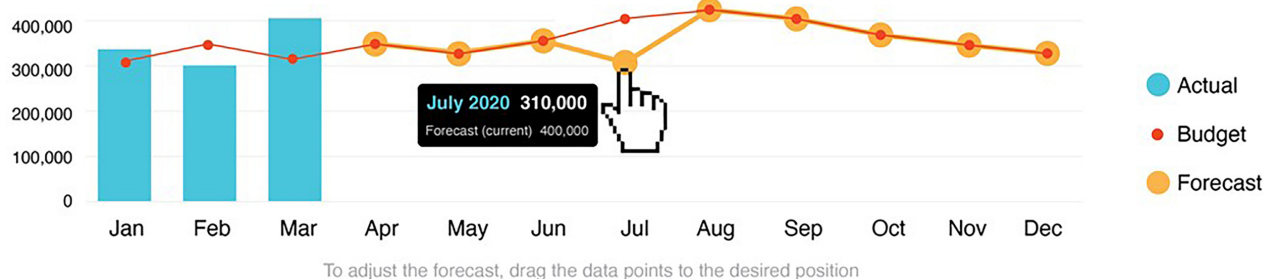 400,000
300,000
200,000
100,000
0
July 2020 310,000
Forecast (current) 400,000
Jan Feb Mar Apr May Jun Jul Aug Sep Oct Nov Dec
Actual
Budget
Forecast
To adjust the forecast, drag the data points to the desired position